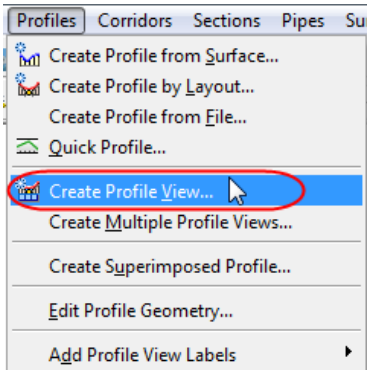 Profiles Corridors Sections Pipes Su
Create Profile from Surface...
Create Profile by Layout...
Create Profile from File...
Quick Profile...
Create Profile View...
Create Multiple Profile Views...
Create Superimposed Profile...
Edit Profile Geometry...
Add Profile View Labels